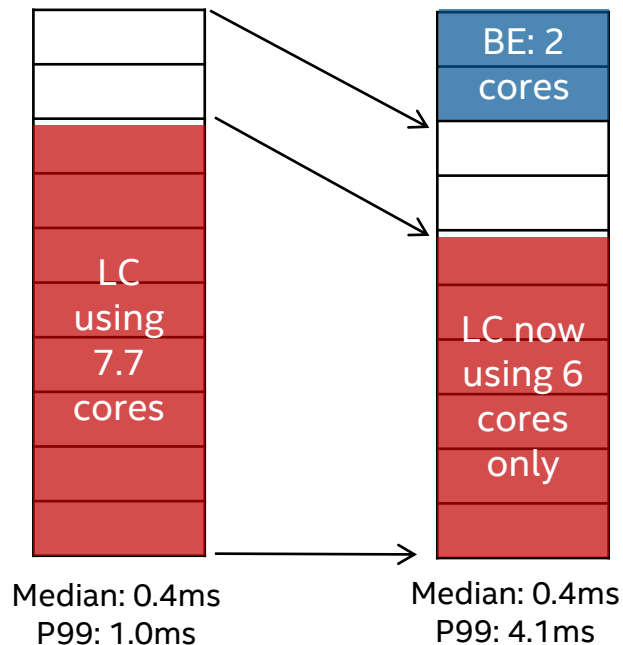 LC
using
7.7
cores
Median: 0.4ms
P99: 1.0ms
BE: 2
cores
LC now
using 6
cores
only
Median: 0.4ms
P99: 4.1ms